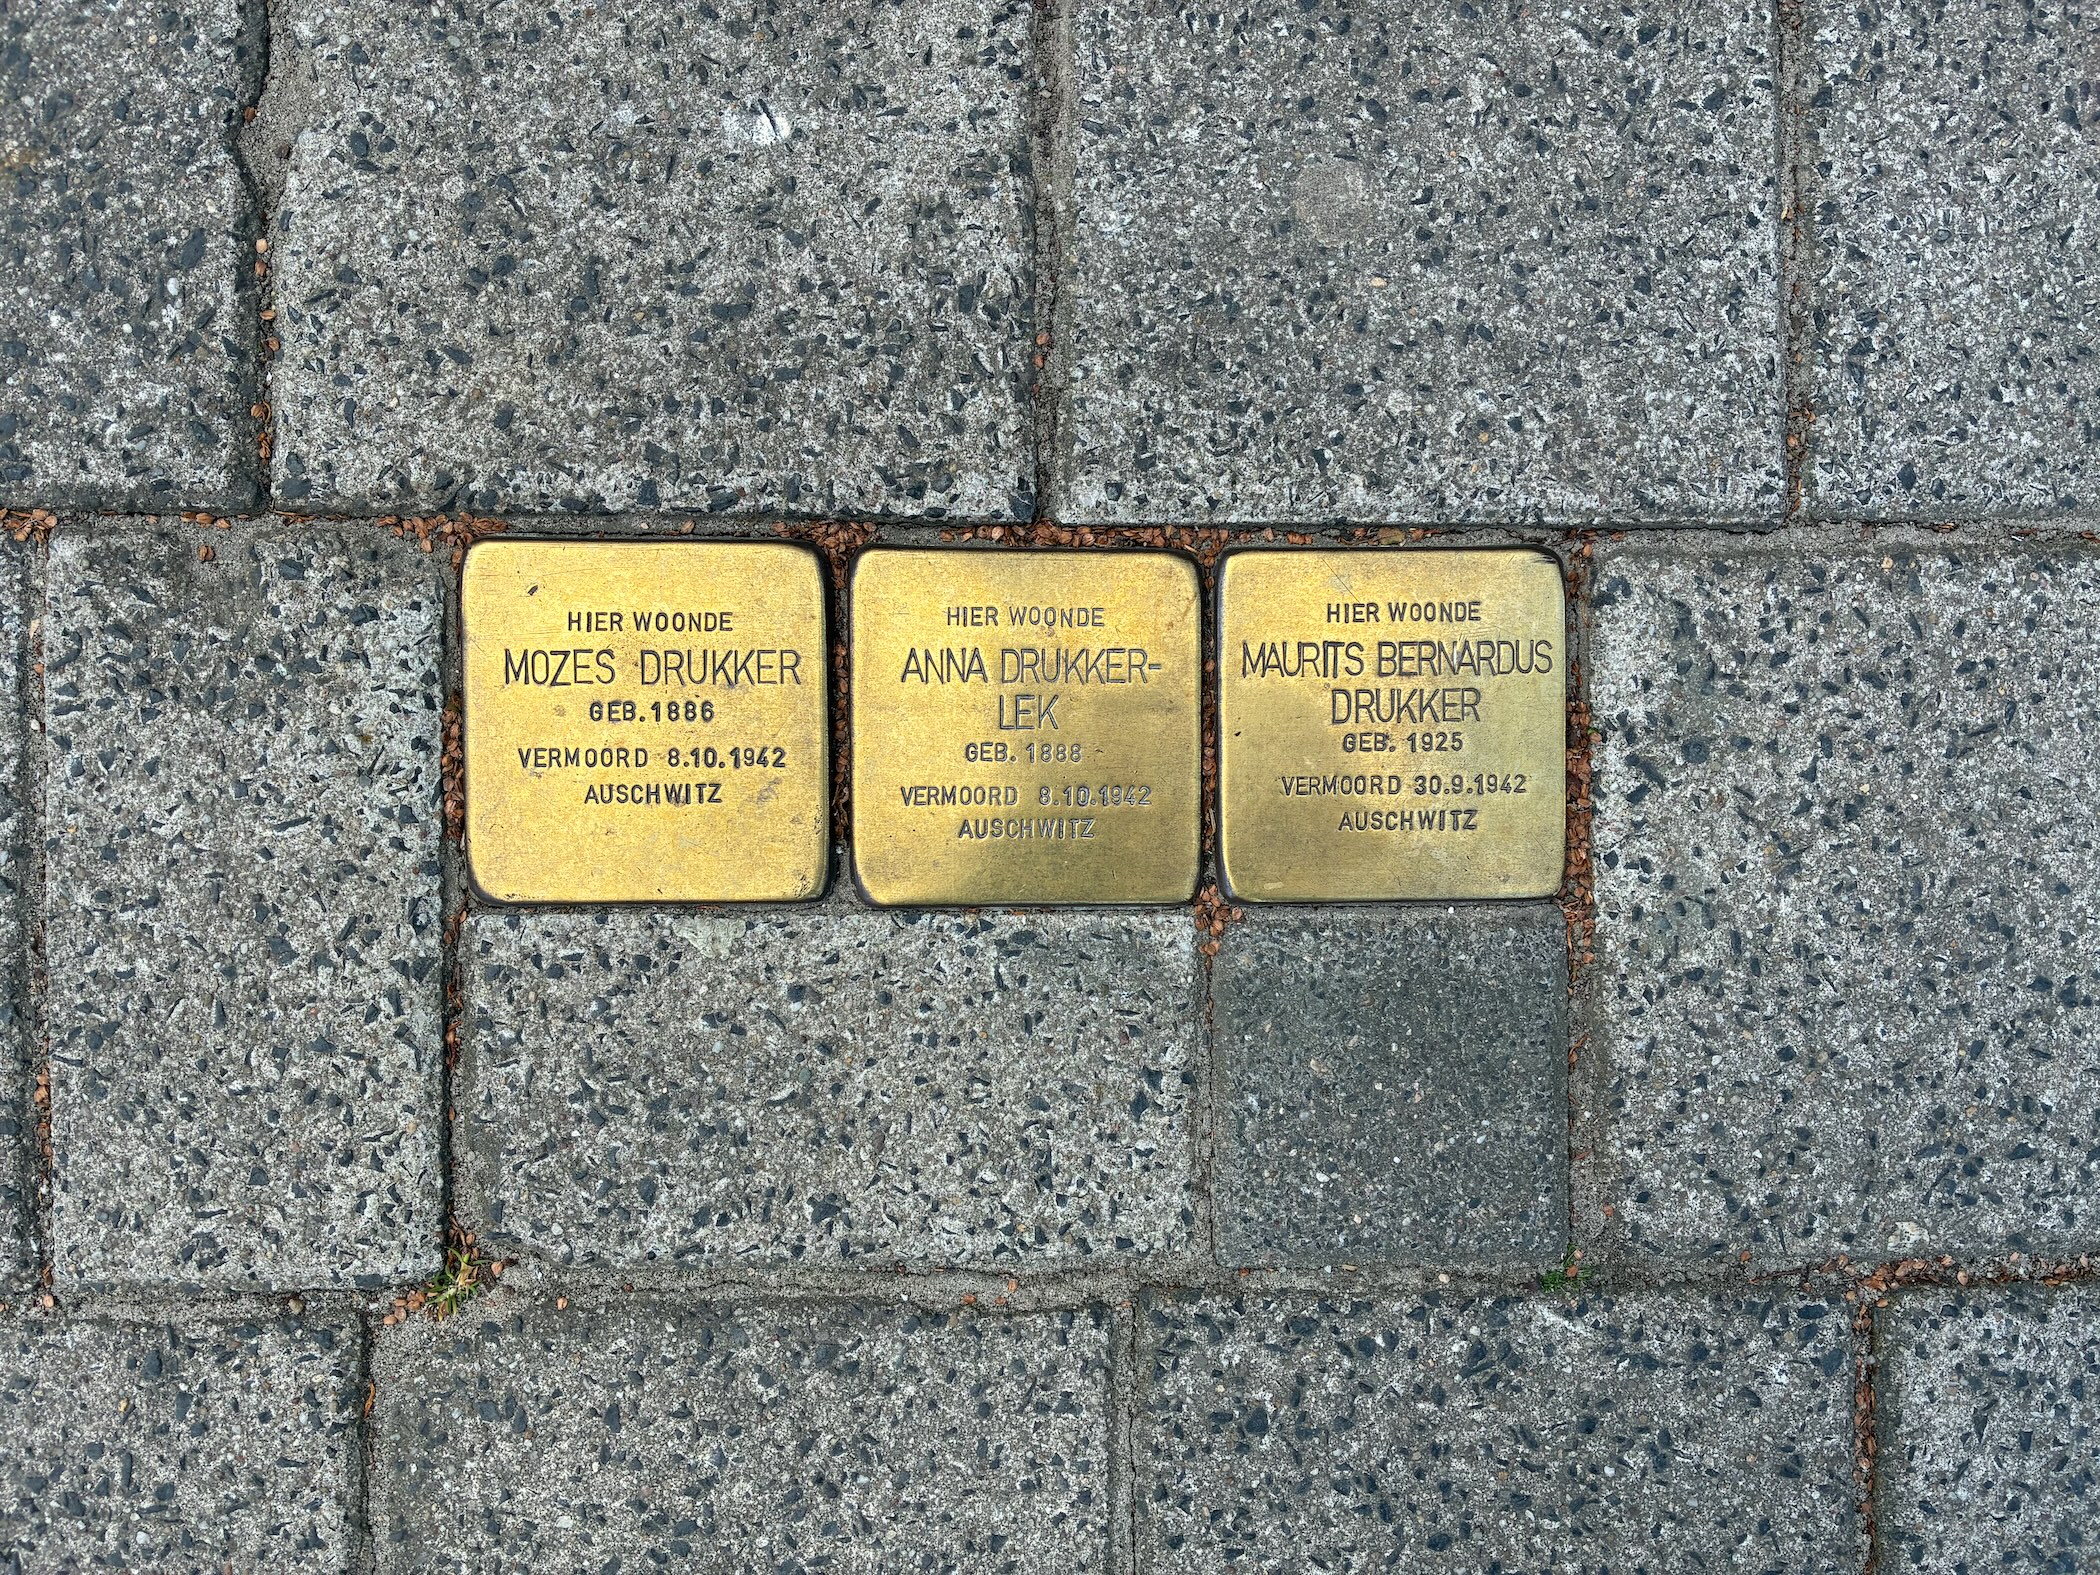 HIER WOONDE
MOZES DRUKKER
GEB. 1886
VERMOORD 8.10.1942
AUSCHWITZ
HIER WOONDE
ANNA DRUKKER-
LEK
GEB. 1888
VERMOORD 8.10.1942
AUSCHWITZ
HIER WOONDE
MAURITS BERNARDUS
DRUKKER
GEB. 1925
VERMOORD 30.9.1942
AUSCHWITZ